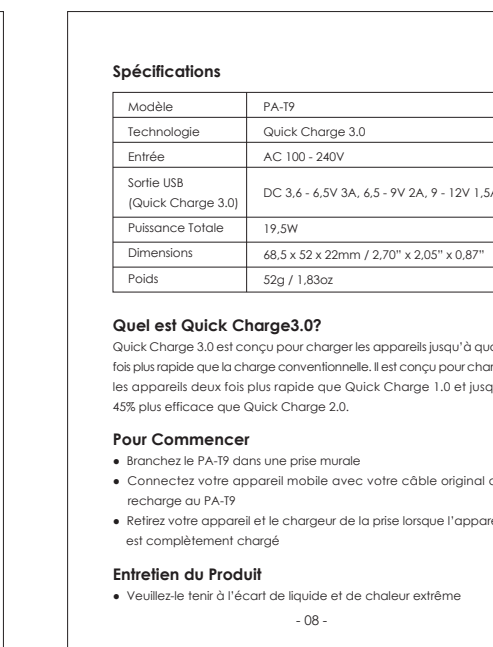 Spécifications
Modèle PA-T9
Technologie Quick Charge 3.0
Entrée AC 100 - 240V
Sortie USB
(Quick Charge 3.0) DC 3,6 - 6,5V 3A, 6,5 - 9V 2A, 9 - 12V 1,5A
Puissance Totale 19,5W
Dimensions 68,5 x 52 x 22mm / 2,70” x 2,05” x 0,87”
Poids 52g / 1,83oz
Quel est Quick Charge3.0?
Quick Charge 3.0 est conçu pour charger les appareils jusqu’à
fois plus rapide que la charge conventionnelle. Il est conçu pour
les appareils deux fois plus rapide que Quick Charge 1.0 et
45% plus efficace que Quick Charge 2.0.
Pour Commencer
● Branchez le PA-T9 dans une prise murale
● Connectez votre appareil mobile avec votre câble original
recharge au PA-T9
● Retirez votre appareil et le chargeur de la prise lorsque
est complètement chargé
Entretien du Produit
● Veuillez-le tenir à l’écart de liquide et de chaleur extrême
- 08 -